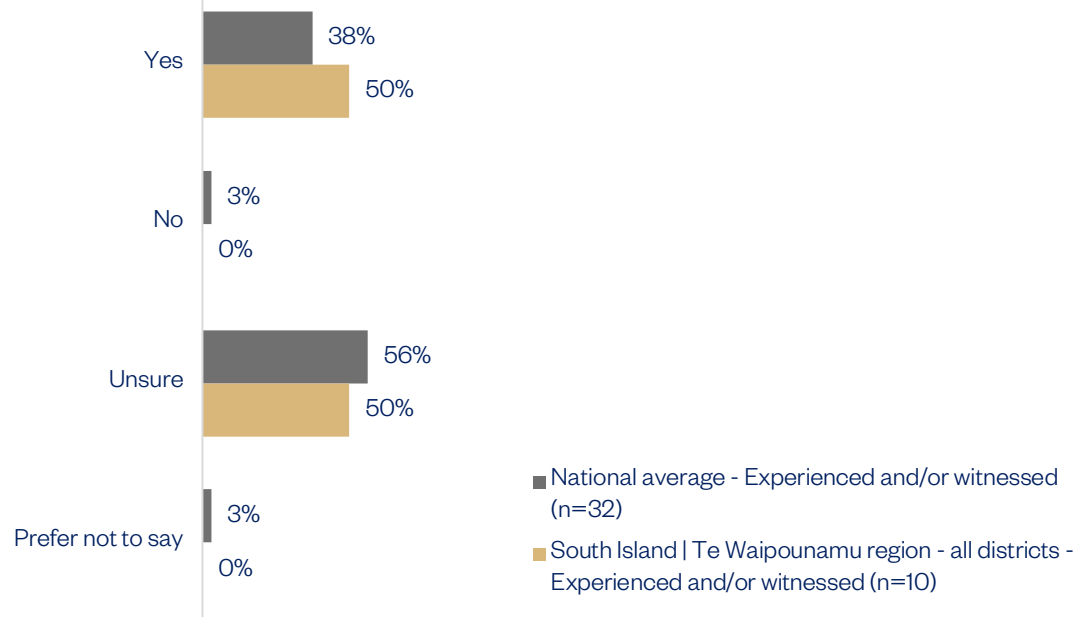 Yes
38%
50%
No
3%
0%
Unsure
56%
50%
Prefer not to say
3%
0%
National average - Experienced and/or witnessed
(n=32)
South Island | Te Waipounamu region - all districts -
Experienced and/or witnessed (n=10)